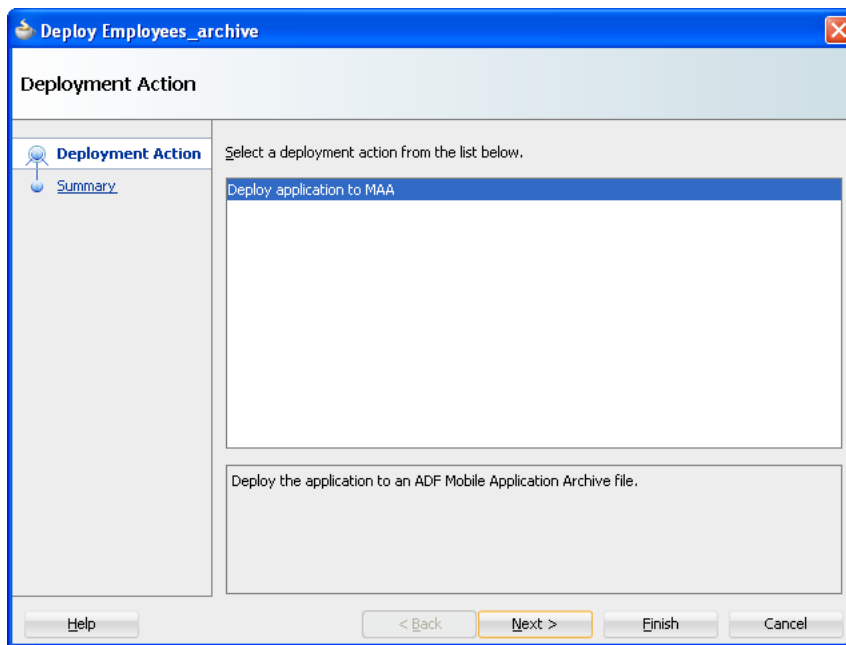 Deploy Employees_archive
Deployment Action
Deployment Action
Summary
Select a deployment action from the list below.
Deploy application to MAA
Deploy the application to an ADF Mobile Application Archive file.
Help
< Back
Next >
Finish
Cancel